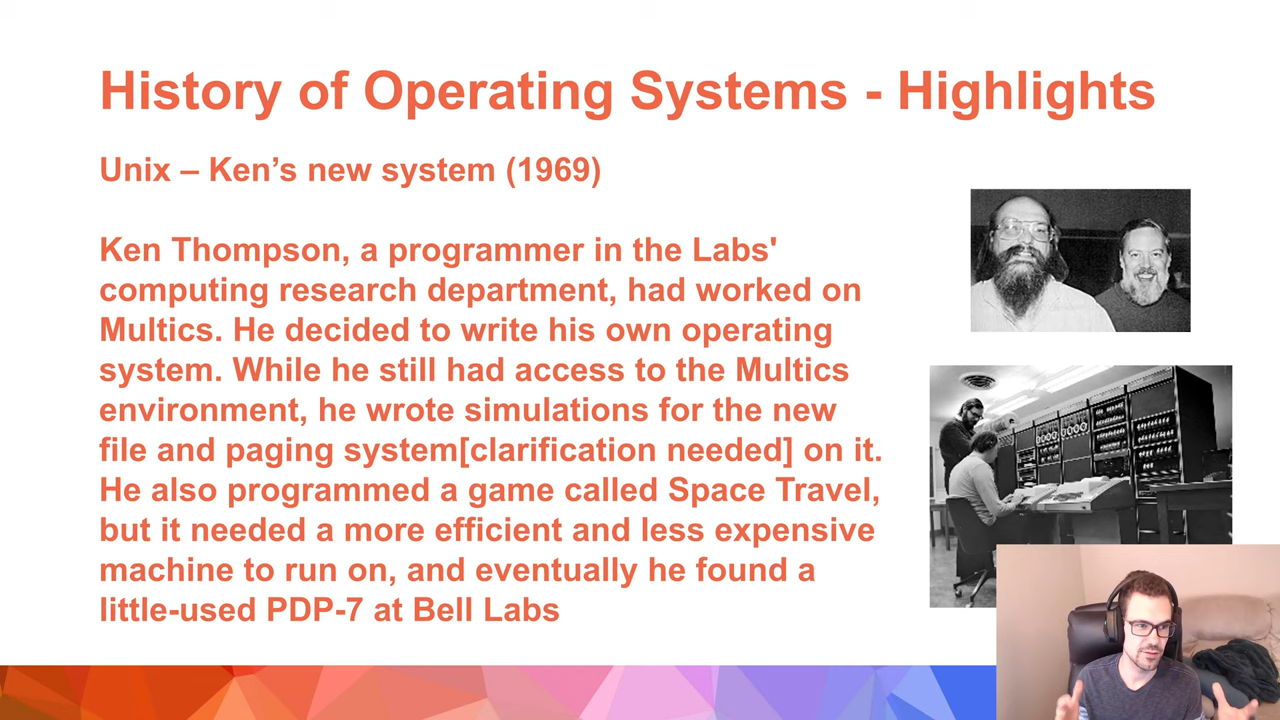 History of Operating Systems - Highlights
Unix – Ken’s new system (1969)
Ken Thompson, a programmer in the Labs'
computing research department, had worked on
Multics. He decided to write his own operating
system. While he still had access to the Multics
environment, he wrote simulations for the new
file and paging system[clarification needed] on it.
He also programmed a game called Space Travel,
but it needed a more efficient and less expensive
machine to run on, and eventually he found a
little-used PDP-7 at Bell Labs